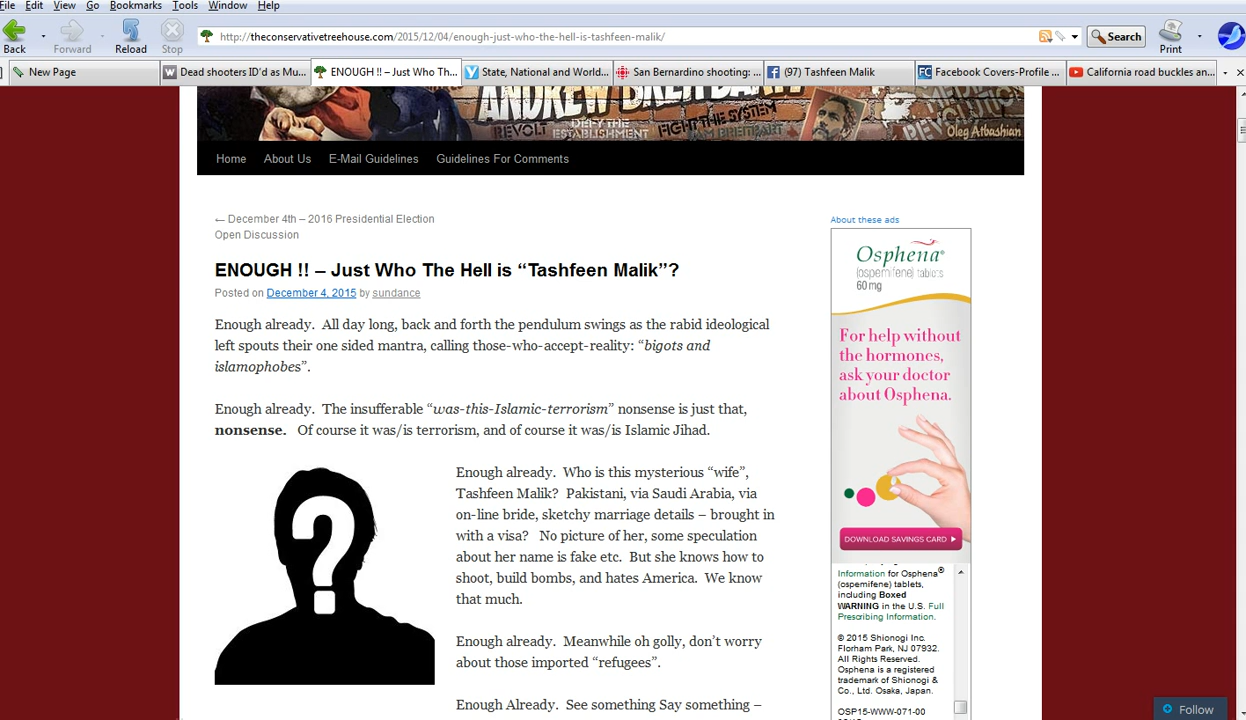 File Edit View Go Bookmarks Tools Window Help
Back Forward Reload Stop
http://theconservativetreehouse.com/2015/12/04/enough-just-who-the-hell-is-tashfeen-malik/
Search Print
New Page
Dead shooters ID'd as Mu...
ENOUGH !! – Just Who Th...
State, National and World...
San Bernardino shooting: ...
(97) Tashfeen Malik
Facebook Covers-Profile ...
California road buckles an...
ANDREW BREITBART
REVOLT DEFY THE ESTABLISHMENT FIGHT THE SYSTEM
Oleg Atbashian
Home About Us E-Mail Guidelines Guidelines For Comments
← December 4th – 2016 Presidential Election
Open Discussion
ENOUGH !! – Just Who The Hell is “Tashfeen Malik”?
Posted on December 4, 2015 by sundance
Enough already.  All day long, back and forth the pendulum swings as the rabid ideological
left spouts their one sided mantra, calling those-who-accept-reality: “bigots and
islamophobes”.
Enough already.  The insufferable “was-this-Islamic-terrorism” nonsense is just that,
nonsense.   Of course it was/is terrorism, and of course it was/is Islamic Jihad.
?
Enough already.  Who is this mysterious “wife”,
Tashfeen Malik?  Pakistani, via Saudi Arabia, via
on-line bride, sketchy marriage details – brought in
with a visa?   No picture of her, some speculation
about her name is fake etc.  But she knows how to
shoot, build bombs, and hates America.  We know
that much.
Enough already.  Meanwhile oh golly, don’t worry
about those imported “refugees”.
Enough Already.  See something Say something –
About these ads
Osphena®
(ospemifene) tablets
60 mg
For help without
the hormones,
ask your doctor
about Osphena.
DOWNLOAD SAVINGS CARD
Information for Osphena®
(ospemifene) tablets,
including Boxed
WARNING in the U.S. Full
Prescribing Information.
© 2015 Shionogi Inc.
Florham Park, NJ 07932.
All Rights Reserved.
Osphena is a registered
trademark of Shionogi &
Co., Ltd. Osaka, Japan.
OSP15-WWW-071-00
Follow